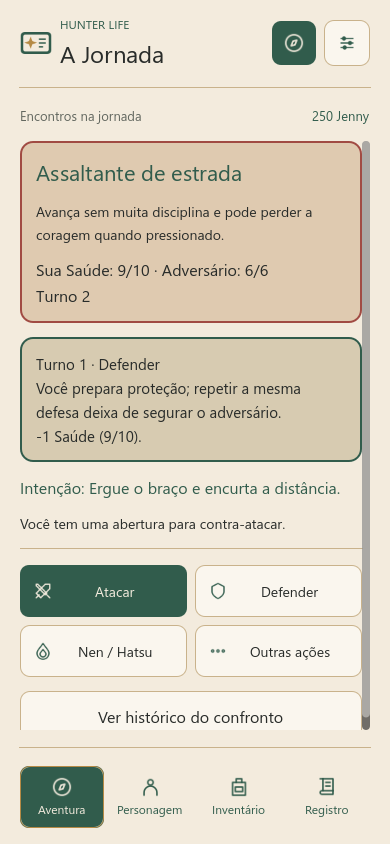 HUNTER LIFE
A Jornada
Encontros na jornada
250 Jenny
Assaltante de estrada
Avança sem muita disciplina e pode perder a
coragem quando pressionado.
Sua Saúde: 9/10 · Adversário: 6/6
Turno 2
Turno 1 · Defender
Você prepara proteção; repetir a mesma
defesa deixa de segurar o adversário.
-1 Saúde (9/10).
Intenção: Ergue o braço e encurta a distância.
Você tem uma abertura para contra-atacar.
Atacar
Defender
Nen / Hatsu
Outras ações
Ver histórico do confronto
Aventura
Personagem
Inventário
Registro